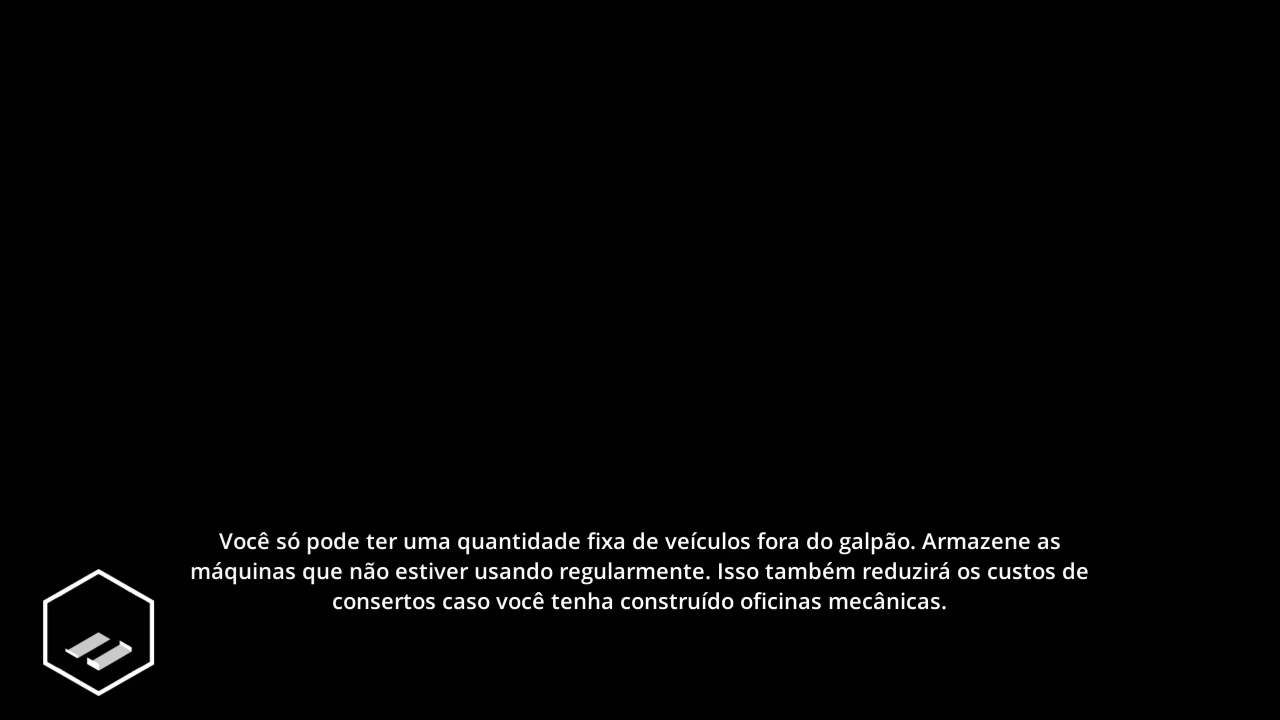 Você só pode ter uma quantidade fixa de veículos fora do galpão. Armazene as
máquinas que não estiver usando regularmente. Isso também reduzirá os custos de
consertos caso você tenha construído oficinas mecânicas.